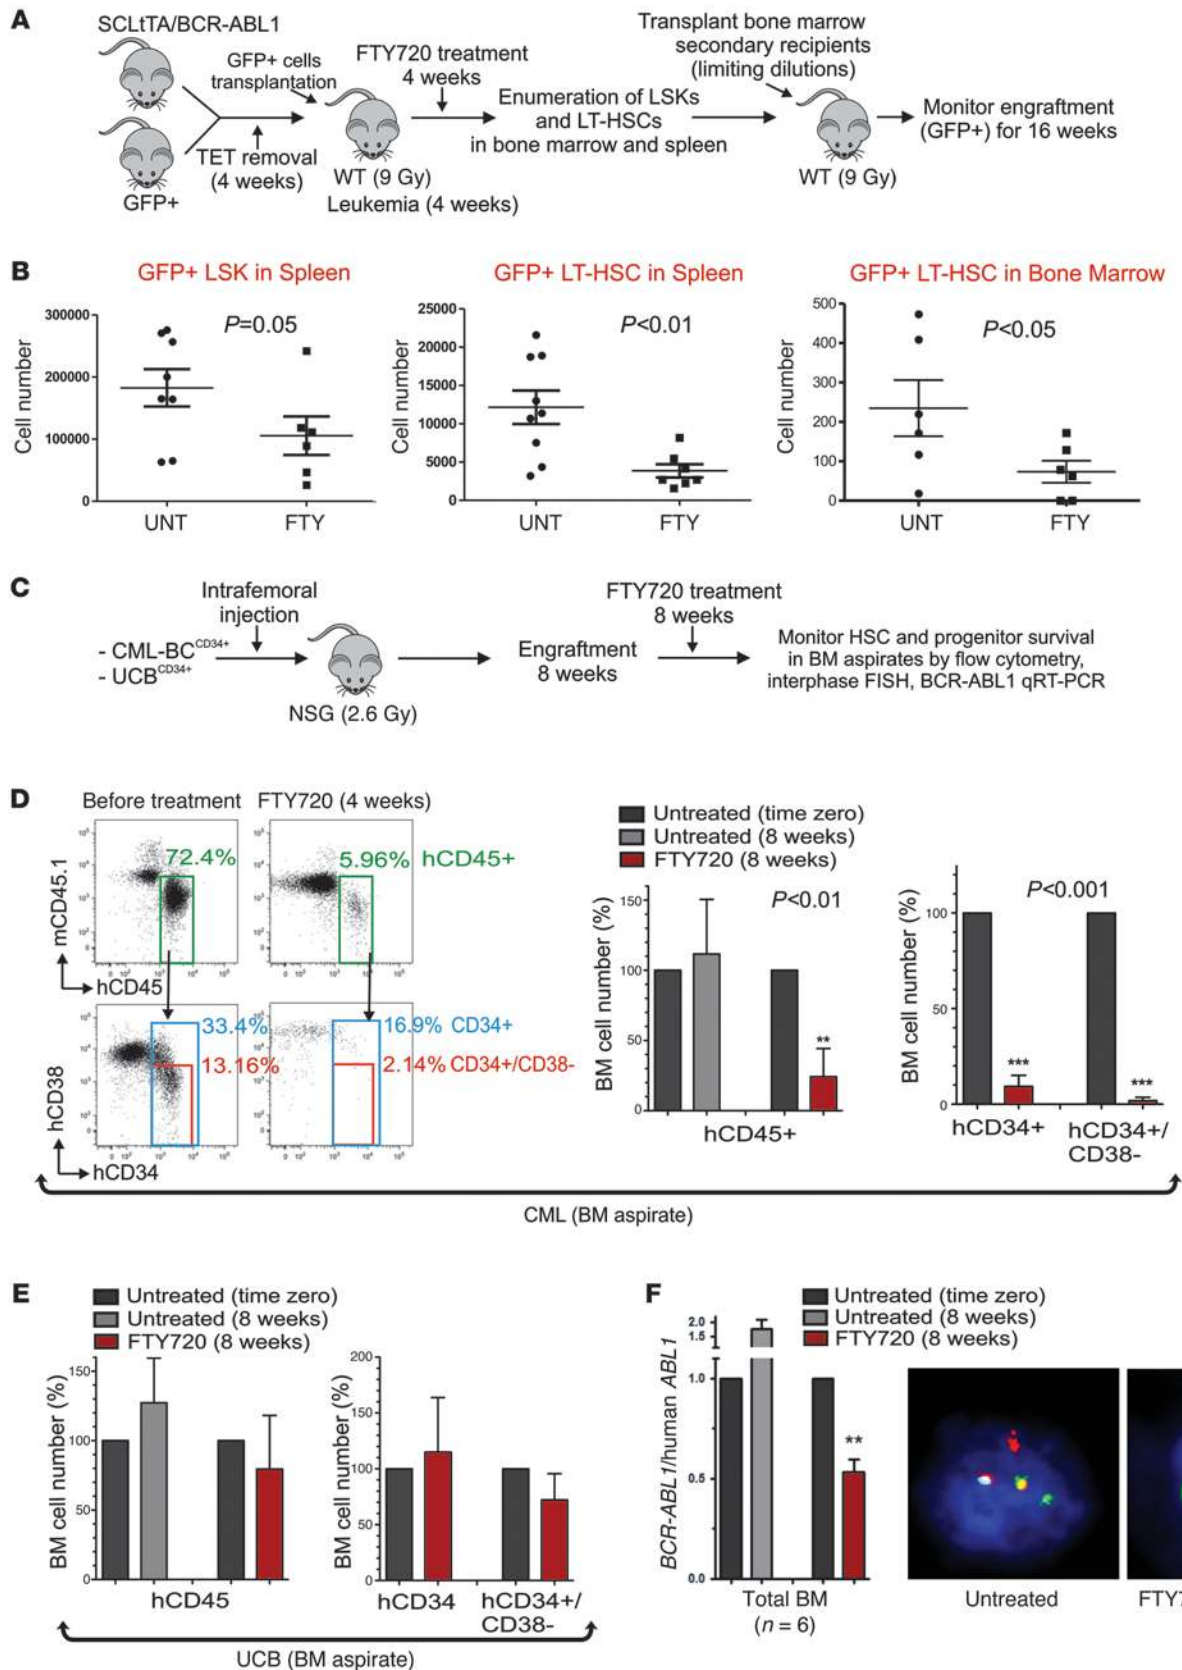 A
SCLtTA/BCR-ABL1
GFP+ cells
transplantation
TET removal
(4 weeks)
GFP+
FTY720 treatment
4 weeks
WT (9 Gy)
Leukemia (4 weeks)
Enumeration of LSKs
and LT-HSCs
in bone marrow and spleen
Transplant bone marrow
secondary recipients
(limiting dilutions)
WT (9 Gy)
Monitor engraftment
(GFP+) for 16 weeks
B
GFP+ LSK in Spleen
P=0.05
Cell number
300000
200000
100000
0
UNT
FTY
GFP+ LT-HSC in Spleen
P<0.01
Cell number
25000
20000
15000
10000
5000
0
UNT
FTY
GFP+ LT-HSC in Bone Marrow
P<0.05
Cell number
500
400
300
200
100
0
UNT
FTY
C
- CML-BC^CD34+
- UCB^CD34+
Intrafemoral
injection
NSG (2.6 Gy)
Engraftment
8 weeks
FTY720 treatment
8 weeks
Monitor HSC and progenitor survival
in BM aspirates by flow cytometry,
interphase FISH, BCR-ABL1 qRT-PCR
D
Before treatment
FTY720 (4 weeks)
72.4%
5.96% hCD45+
mCD45.1
hCD45
33.4%
13.16%
16.9% CD34+
2.14% CD34+/CD38-
hCD38
hCD34
Untreated (time zero)
Untreated (8 weeks)
FTY720 (8 weeks)
P<0.01
BM cell number (%)
150
100
50
0
**
hCD45+
P<0.001
BM cell number (%)
100
50
0
***
***
hCD34+
hCD34+/
CD38-
CML (BM aspirate)
E
Untreated (time zero)
Untreated (8 weeks)
FTY720 (8 weeks)
BM cell number (%)
150
100
50
0
hCD45
BM cell number (%)
200
150
100
50
0
hCD34
hCD34+/
CD38-
UCB (BM aspirate)
F
Untreated (time zero)
Untreated (8 weeks)
FTY720 (8 weeks)
BCR-ABL1/human ABL1
2.0
1.5
1.0
0.5
0.0
**
Total BM
(n = 6)
Untreated
FTY7